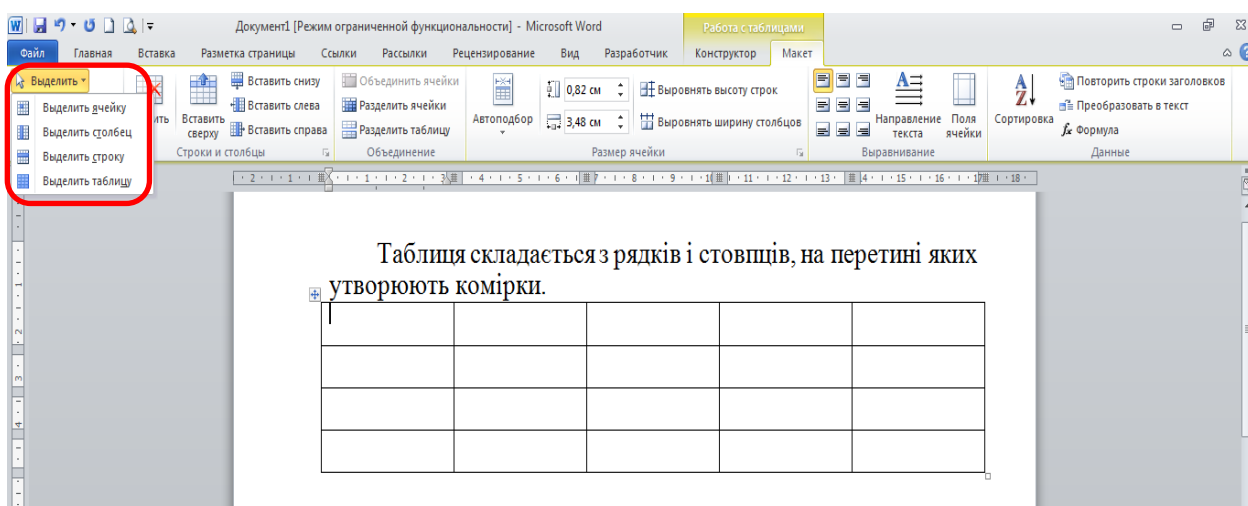 Документ1 [Режим ограниченной функциональности] - Microsoft Word
Работа с таблицами
Файл Главная Вставка Разметка страницы Ссылки Рассылки Рецензирование Вид Разработчик Конструктор Макет
Выделить
Выделить ячейку
Выделить столбец
Выделить строку
Выделить таблицу
ить
Вставить сверху
Вставить снизу
Вставить слева
Вставить справа
Строки и столбцы
Объединить ячейки
Разделить ячейки
Разделить таблицу
Объединение
Автоподбор
0,82 см
3,48 см
Выровнять высоту строк
Выровнять ширину столбцов
Размер ячейки
Направление текста
Поля ячейки
Выравнивание
Сортировка
Повторить строки заголовков
Преобразовать в текст
Формула
Данные
Таблиця складається з рядків і стовпців, на перетині яких
утворюють комірки.